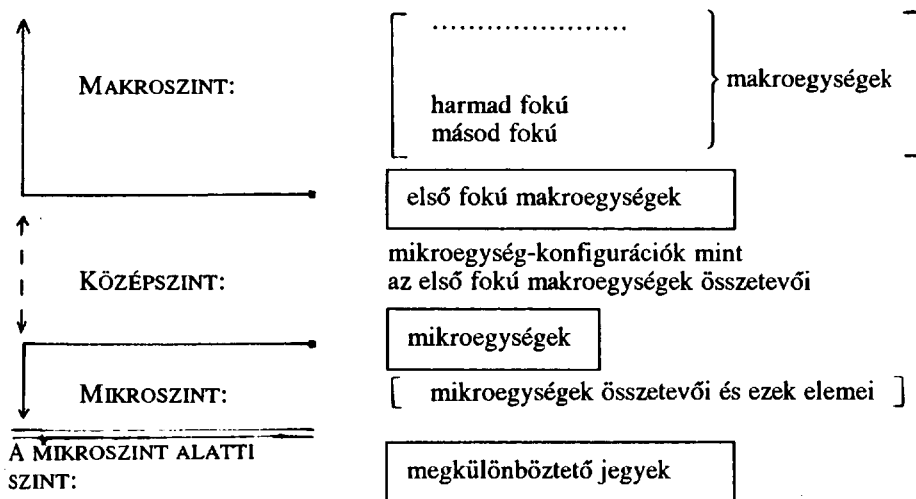 .....................
MAKROSZINT:
makroegységek
harmad fokú
másod fokú
első fokú makroegységek
mikroegység-konfigurációk mint
KÖZÉPSZINT:
az első fokú makroegységek összetevői
mikroegységek
MIKROSZINT:
[ mikroegységek összetevői és ezek elemei ]
A MIKROSZINT ALATTI
SZINT:
megkülönböztető jegyek